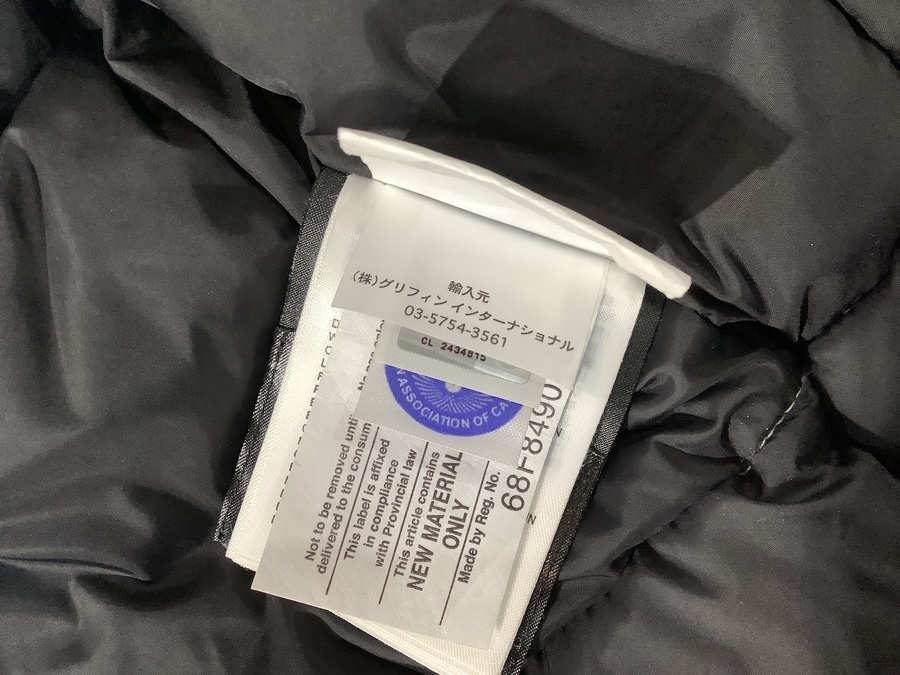 輸入元
(株)グリフィンインターナショナル
03-5754-3561
CL 2434815
ASSOCIATION OF
Not to be removed until
delivered to the consum
This label is affixed
in compliance
with Provincial law
This article contains
NEW MATERIAL
ONLY
Made by Reg. No.
68F8490